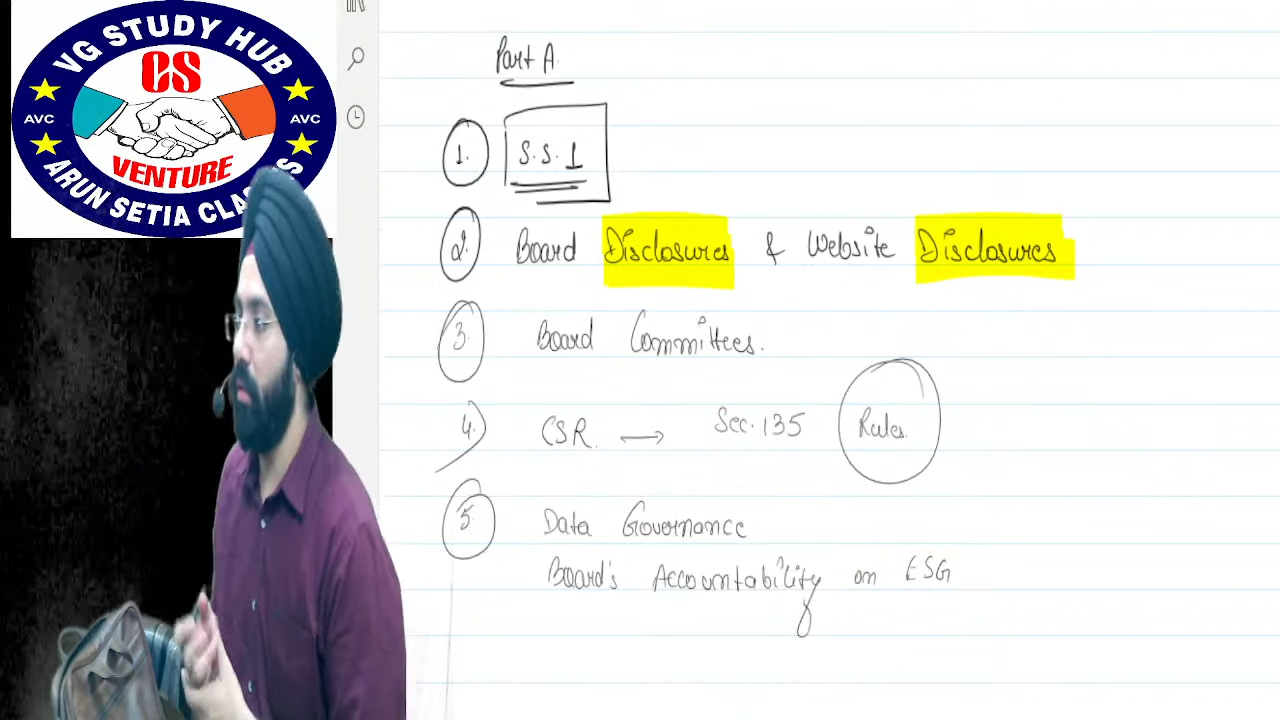 VG STUDY HUB
CS
AVC
AVC
VENTURE
ARUN SETIA CLA S
Part A.
1. S.S.1
2. Board Disclosures & Website Disclosures
3. Board Committees.
4. CSR. → Sec. 135 Rules.
5. Data Governance
Board's Accountability on ESG